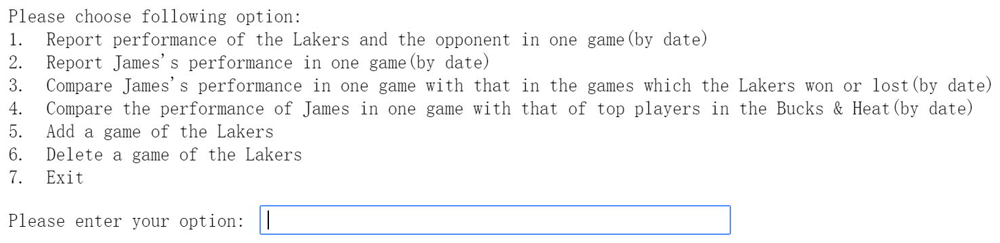 Please choose following option:
1. Report performance of the Lakers and the opponent in one game(by date)
2. Report James's performance in one game(by date)
3. Compare James's performance in one game with that in the games which the Lakers won or lost(by date)
4. Compare the performance of James in one game with that of top players in the Bucks & Heat(by date)
5. Add a game of the Lakers
6. Delete a game of the Lakers
7. Exit
Please enter your option: